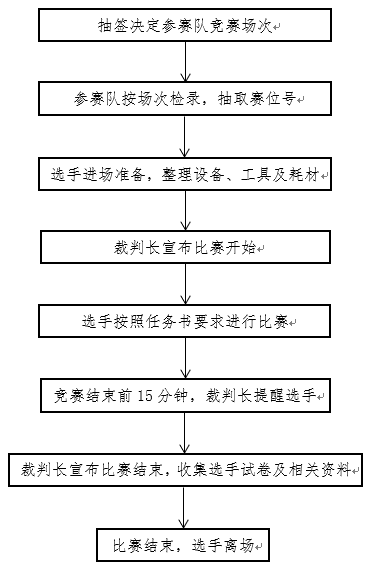 抽签决定参赛队竞赛场次
参赛队按场次检录，抽取赛位号
选手进场准备，整理设备、工具及耗材
裁判长宣布比赛开始
选手按照任务书要求进行比赛
竞赛结束前 15 分钟，裁判长提醒选手
裁判长宣布比赛结束，收集选手试卷及相关资料
比赛结束，选手离场